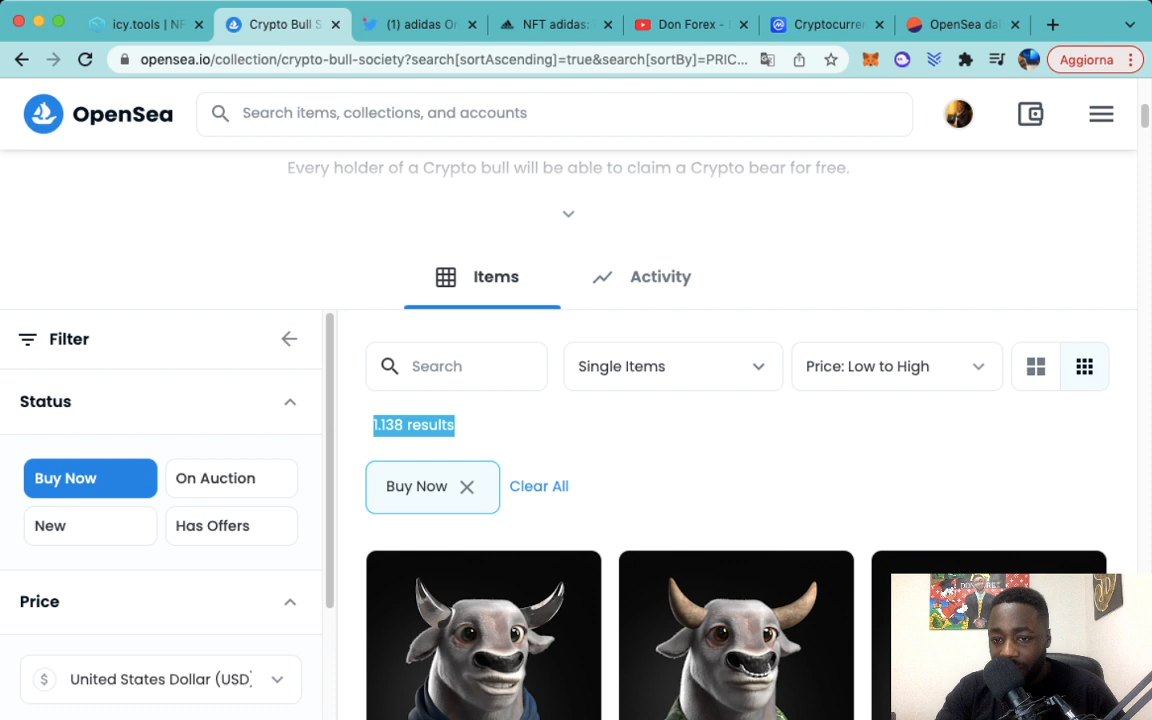 icy.tools | NF
Crypto Bull S
(1) adidas Or
NFT adidas:
Don Forex -
Cryptocurrer
OpenSea dai
opensea.io/collection/crypto-bull-society?search[sortAscending]=true&search[sortBy]=PRIC...
Aggiorna
OpenSea
Search items, collections, and accounts
Every holder of a Crypto bull will be able to claim a Crypto bear for free.
Items
Activity
Filter
Search
Single Items
Price: Low to High
Status
1.138 results
Buy Now
On Auction
Buy Now
Clear All
New
Has Offers
Price
$ United States Dollar (USD)